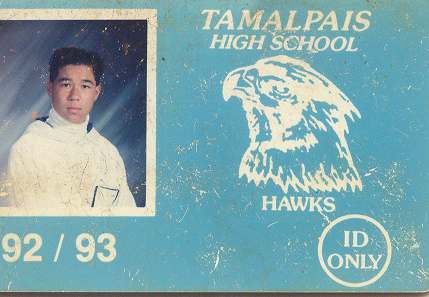 TAMALPAIS
HIGH SCHOOL
HAWKS
92 / 93
ID
ONLY